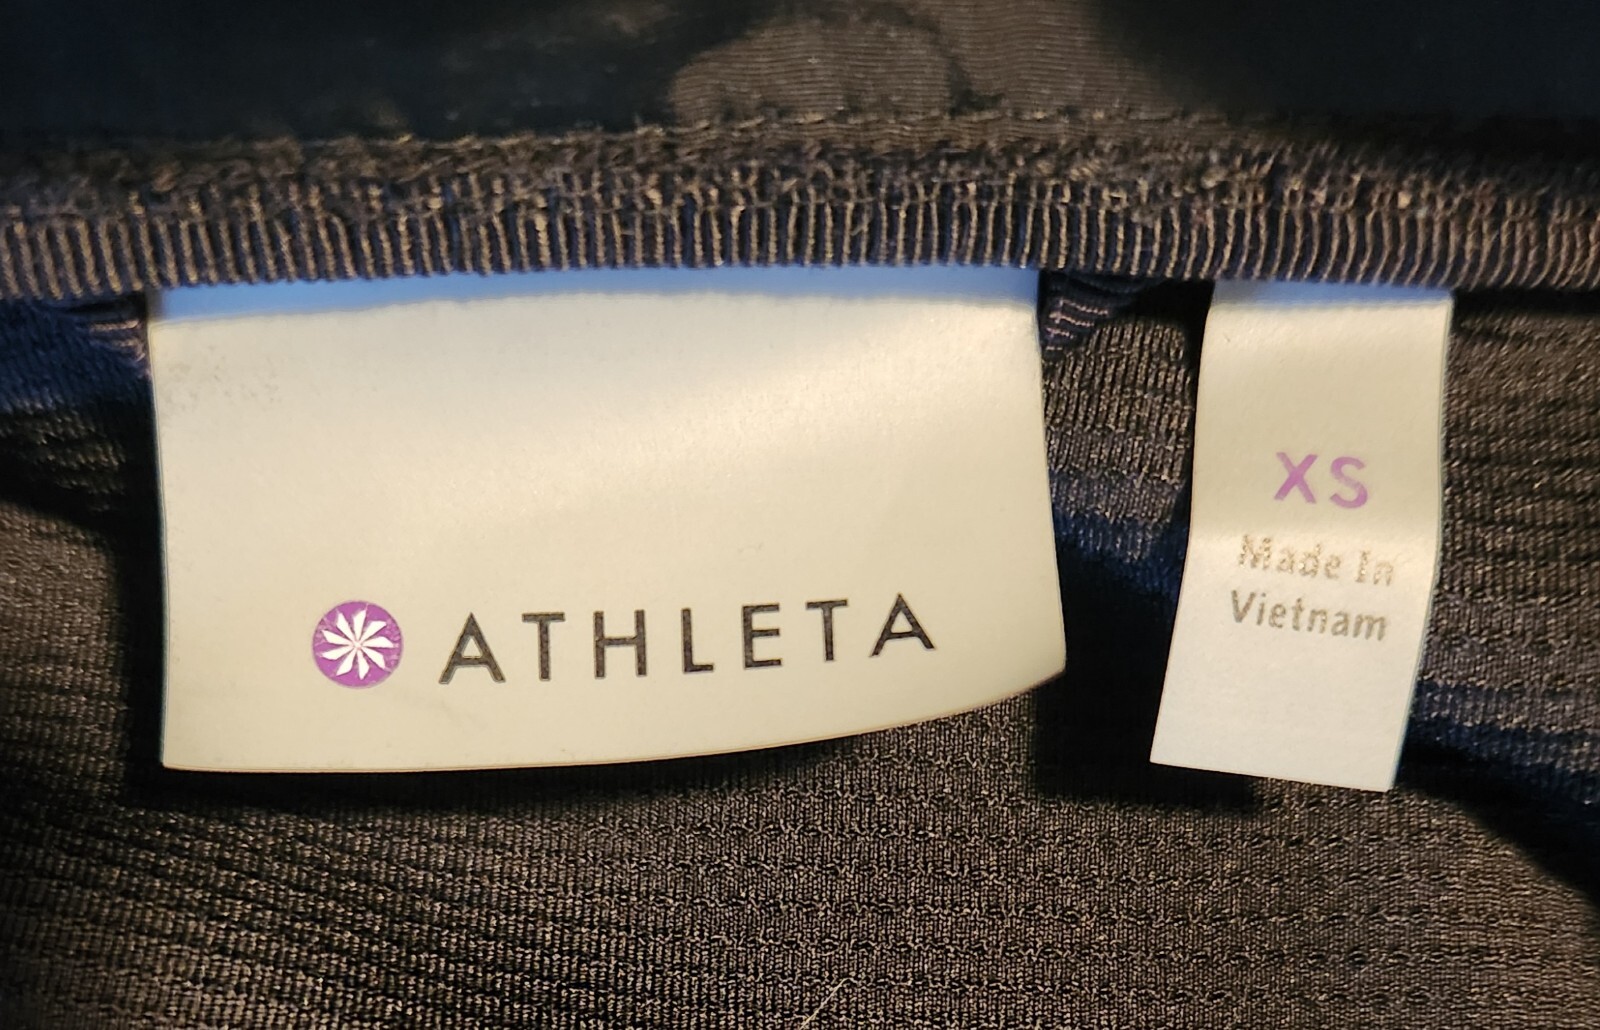 ATHLETA
XS
Made In
Vietnam